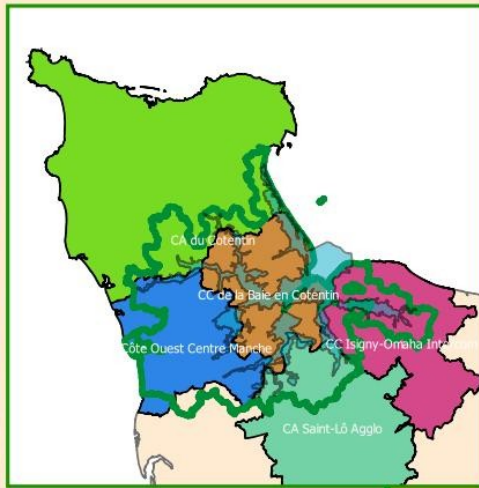 CA du Cotentin
CC de la Baie en Cotentin
Côte Ouest Centre Manche
CC Isigny-Omaha Intercom
CA Saint-Lô Agglo